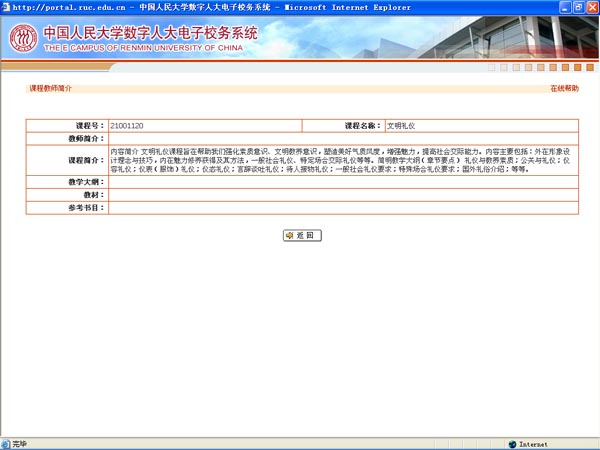 http://portal.ruc.edu.cn - 中国人民大学数字人大电子校务系统 - Microsoft Internet Explorer
中国人民大学数字人大电子校务系统
THE E CAMPUS OF RENMIN UNIVERSITY OF CHINA
课程教师简介 在线帮助
课程号： 21001120 课程名称： 文明礼仪
教师简介：
课程简介： 内容简介 文明礼仪课程旨在帮助我们强化素质意识、文明教养意识，塑造美好气质风度，增强魅力，提高社会交际能力。内容主要包括：外在形象设
计理念与技巧，内在魅力修养获得及其方法，一般社会礼仪、特定场合交际礼仪等等。简明教学大纲（章节要点） 礼仪与教养素质；公关与礼仪；仪
容礼仪；仪表（服饰）礼仪；仪态礼仪；言辞谈吐礼仪；待人接物礼仪；一般社会礼仪要求；特殊场合礼仪要求；国外礼俗介绍；等等。
教学大纲：
教材：
参考书目：
返 回
完毕 Internet